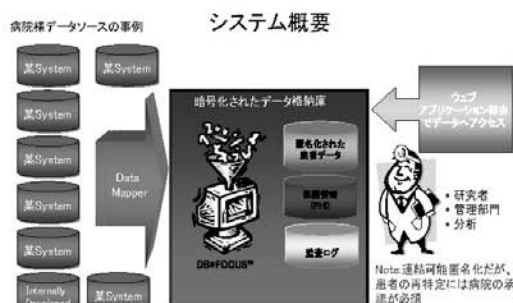 システム概要
病院様データソースの事例
某System
某System
某System
某System
某System
某System
Internally
Developed
某System
Data
Mapper
暗号化されたデータ格納庫
匿名化された
患者データ
(PHI)
監査ログ
DB*FOCUS™
ウェブ
アプリケーション経由
でデータへアクセス
・研究者
・管理部門
・分析
Note:連結可能匿名化だが、
患者の再特定には病院の承
諾が必須